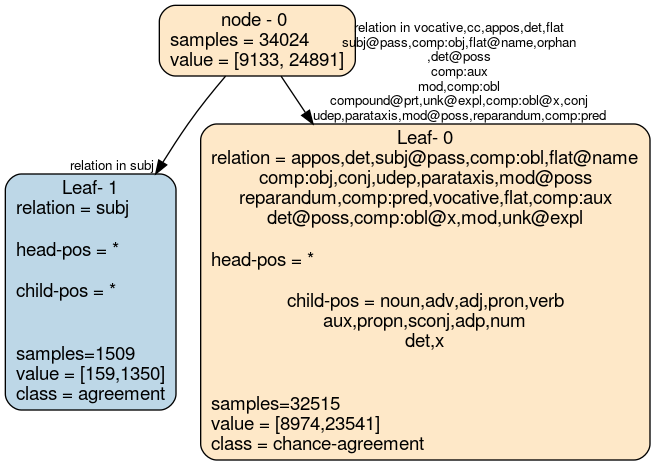 node - 0
samples = 34024
value = [9133, 24891]
relation in vocative,cc,appos,det,flat
subj@pass,comp:obj,flat@name,orphan
,det@poss
comp:aux
mod,comp:obl
compound@prt,unk@expl,comp:obl@x,conj
udep,parataxis,mod@poss,reparandum,comp:pred
relation in subj
Leaf- 1
relation = subj
head-pos = *
child-pos = *
samples=1509
value = [159,1350]
class = agreement
Leaf- 0
relation = appos,det,subj@pass,comp:obl,flat@name
comp:obj,conj,udep,parataxis,mod@poss
reparandum,comp:pred,vocative,flat,comp:aux
det@poss,comp:obl@x,mod,unk@expl
head-pos = *
child-pos = noun,adv,adj,pron,verb
aux,propn,sconj,adp,num
det,x
samples=32515
value = [8974,23541]
class = chance-agreement